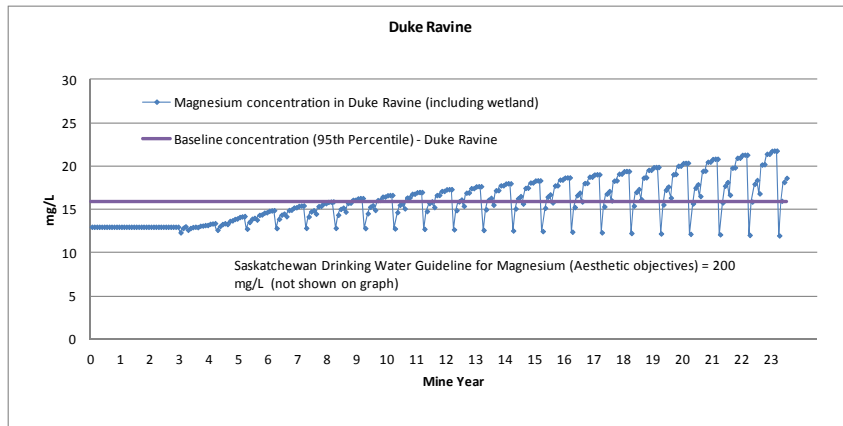 Duke Ravine
30
25
20
15
10
5
0
mg/L
Magnesium concentration in Duke Ravine (including wetland)
Baseline concentration (95th Percentile) - Duke Ravine
Saskatchewan Drinking Water Guideline for Magnesium (Aesthetic objectives) = 200
mg/L (not shown on graph)
0 1 2 3 4 5 6 7 8 9 10 11 12 13 14 15 16 17 18 19 20 21 22 23
Mine Year